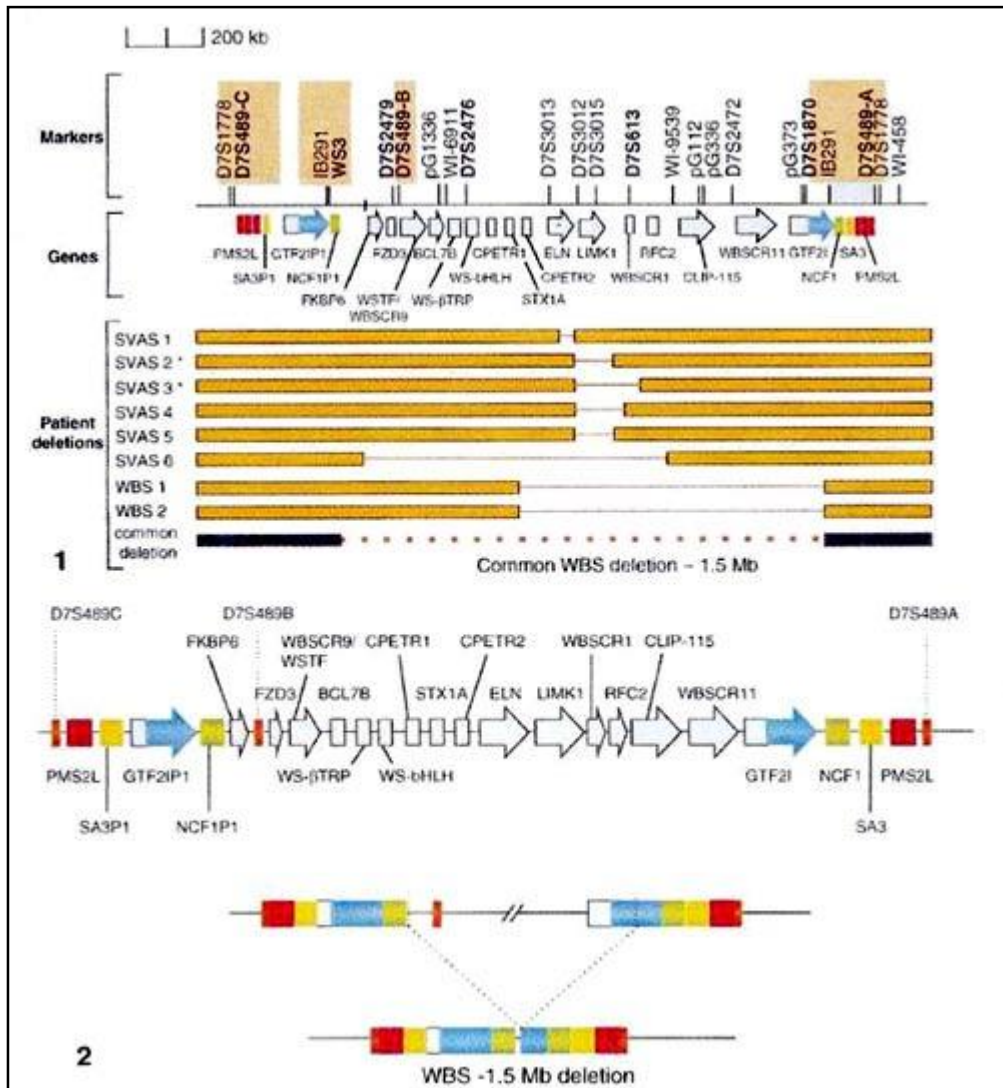 200 kb
Markers
D7S1778
D7S489-C
IB291
WS3
D7S2479
D7S489-B
pG1336
WI-6911
D7S2476
D7S3013
D7S3012
D7S3015
D7S613
WI-9539
pG112
pG336
D7S2472
pG373
D7S1870
IB291
D7S489-A
D7S1778
WI-458
Genes
PMS2L
SA3P1
GTF2IP1
NCF1P1
FKBP6
FZD3
WSTF/
WBSCR9
BCL7B
WS-βTRP
WS-bHLH
CPETR1
STX1A
CPETR2
ELN
LIMK1
WBSCR1
RFC2
CLIP-115
WBSCR11
GTF2I
NCF1
SA3
PMS2L
Patient
deletions
SVAS 1
SVAS 2 *
SVAS 3 *
SVAS 4
SVAS 5
SVAS 6
WBS 1
WBS 2
common
deletion
1
Common WBS deletion – 1.5 Mb
D7S489C
D7S489B
D7S489A
FKBP6
WBSCR9/
WSTF
CPETR1
CPETR2
WBSCR1
CLIP-115
FZD3
BCL7B
STX1A
ELN
LIMK1
RFC2
WBSCR11
PMS2L
GTF2IP1
WS-βTRP
WS-bHLH
GTF2I
NCF1
PMS2L
SA3P1
NCF1P1
SA3
2
WBS -1.5 Mb deletion